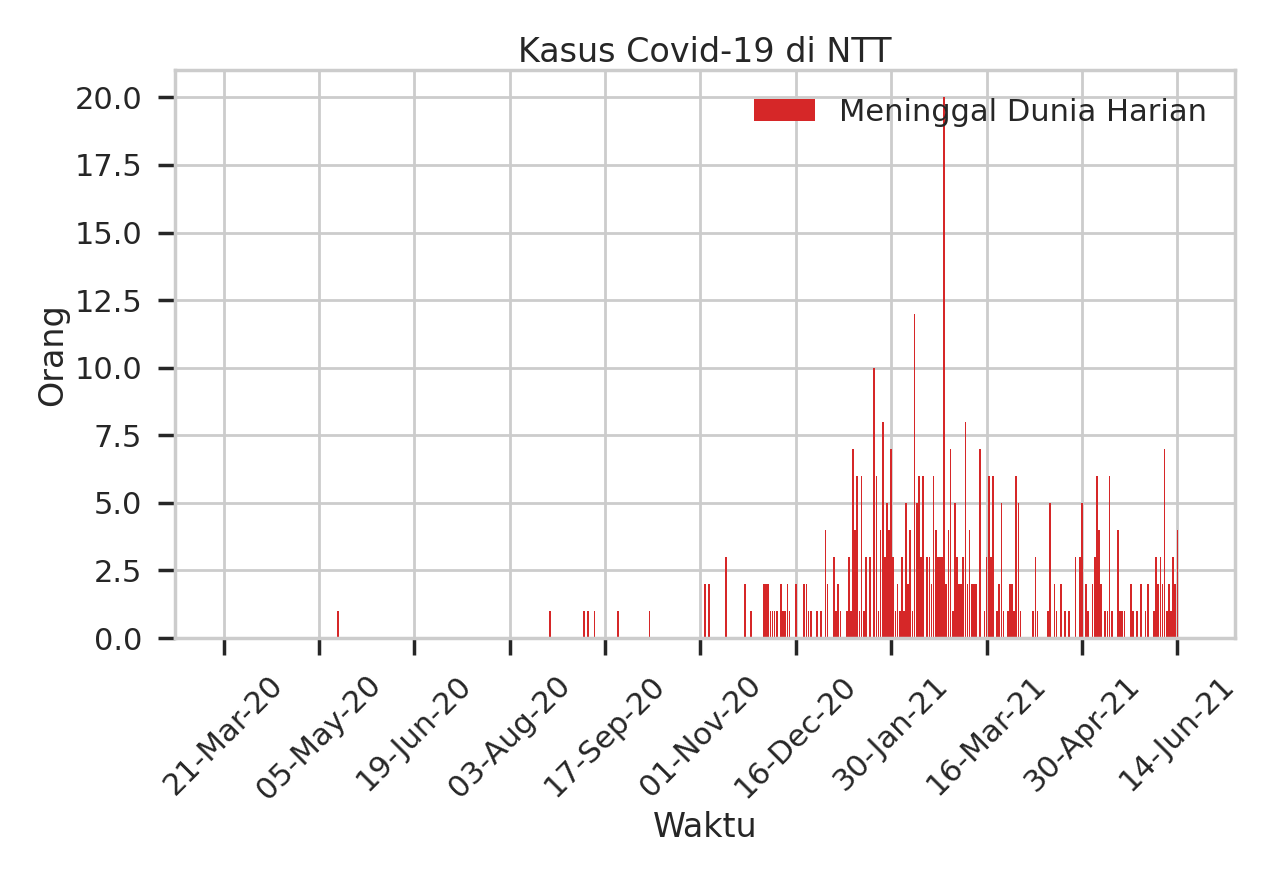 Kasus Covid-19 di NTT
Meninggal Dunia Harian
Orang
20.0
17.5
15.0
12.5
10.0
7.5
5.0
2.5
0.0
21-Mar-20
05-May-20
19-Jun-20
03-Aug-20
17-Sep-20
01-Nov-20
16-Dec-20
30-Jan-21
16-Mar-21
30-Apr-21
14-Jun-21
Waktu